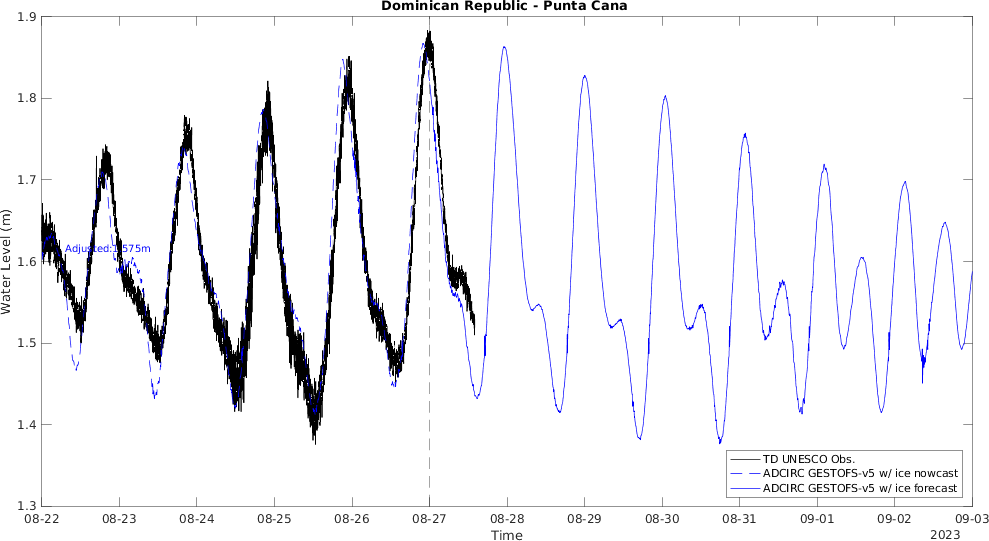 Dominican Republic - Punta Cana
Water Level (m)
1.9
1.8
1.7
1.6
1.5
1.4
1.3
Adjusted:1.575m
TD UNESCO Obs.
ADCIRC GESTOFS-v5 w/ ice nowcast
ADCIRC GESTOFS-v5 w/ ice forecast
08-22 08-23 08-24 08-25 08-26 08-27 08-28 08-29 08-30 08-31 09-01 09-02 09-03
Time
2023